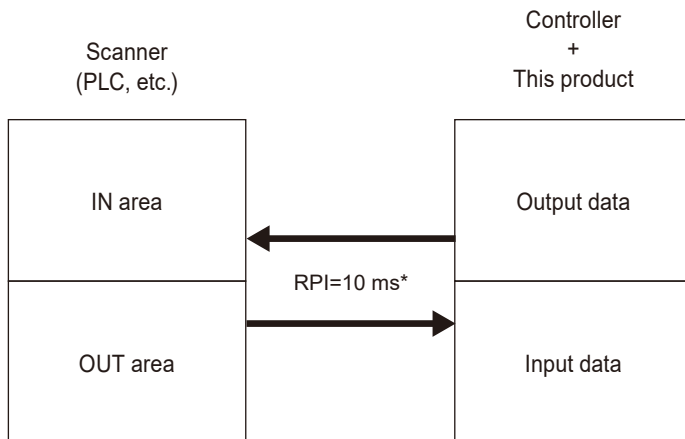 Scanner
(PLC, etc.)
Controller
+
This product
IN area
Output data
RPI=10 ms*
OUT area
Input data